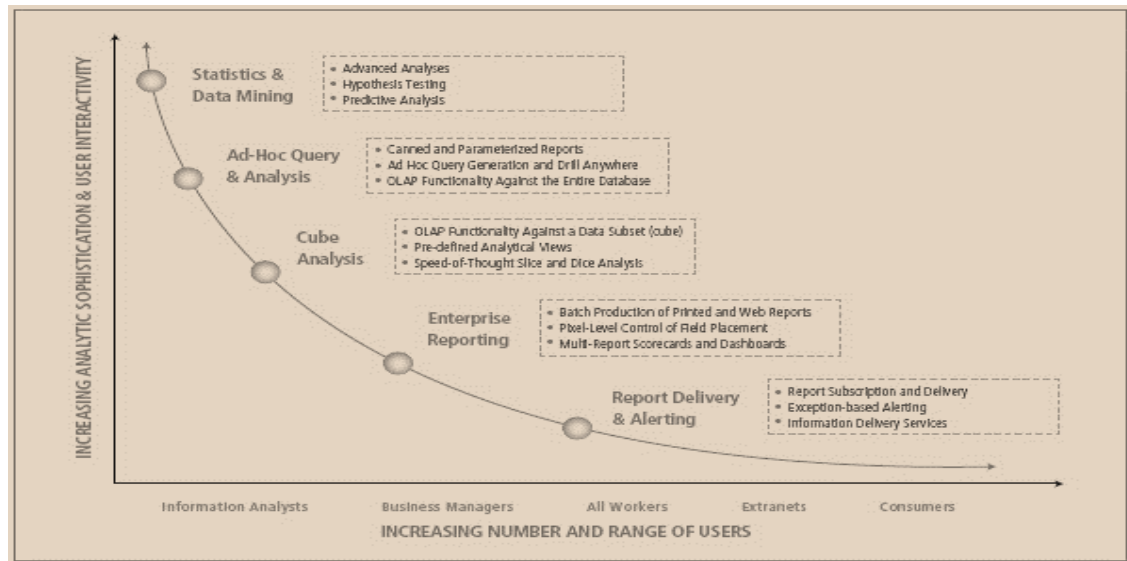 INCREASING ANALYTIC SOPHISTICATION & USER INTERACTIVITY
Statistics &
Data Mining
• Advanced Analyses
• Hypothesis Testing
• Predictive Analysis
Ad-Hoc Query
& Analysis
• Canned and Parameterized Reports
• Ad Hoc Query Generation and Drill Anywhere
• OLAP Functionality Against the Entire Database
Cube
Analysis
• OLAP Functionality Against a Data Subset (cube)
• Pre-defined Analytical Views
• Speed-of-Thought Slice and Dice Analysis
Enterprise
Reporting
• Batch Production of Printed and Web Reports
• Pixel-Level Control of Field Placement
• Multi-Report Scorecards and Dashboards
Report Delivery
& Alerting
• Report Subscription and Delivery
• Exception-based Alerting
• Information Delivery Services
Information Analysts Business Managers All Workers Extranets Consumers
INCREASING NUMBER AND RANGE OF USERS